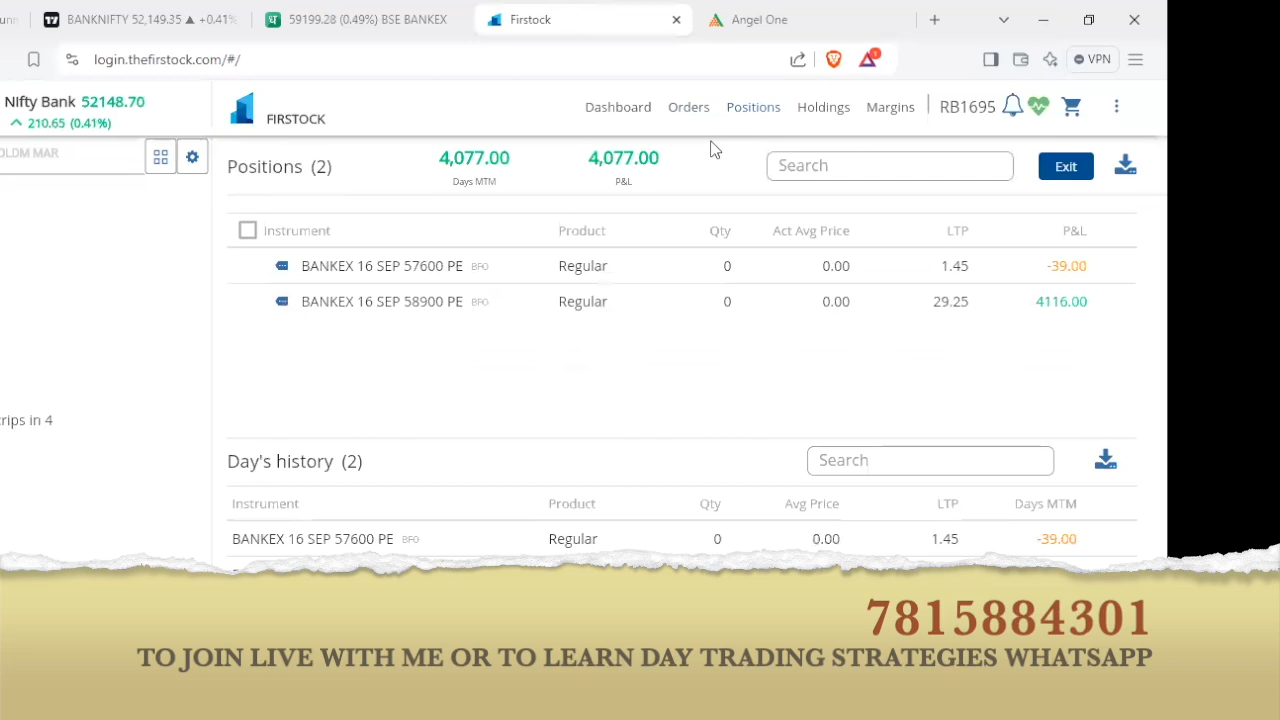 BANKNIFTY 52,149.35 ▲ +0.41%
59199.28 (0.49%) BSE BANKEX
Firstock
Angel One
login.thefirstock.com/#/
VPN
NIfty Bank 52148.70
210.65 (0.41%)
OLDM MAR
FIRSTOCK
Dashboard Orders Positions Holdings Margins RB1695
Positions (2)
4,077.00
Days MTM
4,077.00
P&L
Search
Exit
Instrument Product Qty Act Avg Price LTP P&L
BANKEX 16 SEP 57600 PE BFO Regular 0 0.00 1.45 -39.00
BANKEX 16 SEP 58900 PE BFO Regular 0 0.00 29.25 4116.00
rips in 4
Day's history (2)
Search
Instrument Product Qty Avg Price LTP Days MTM
BANKEX 16 SEP 57600 PE BFO Regular 0 0.00 1.45 -39.00
7815884301
TO JOIN LIVE WITH ME OR TO LEARN DAY TRADING STRATEGIES WHATSAPP